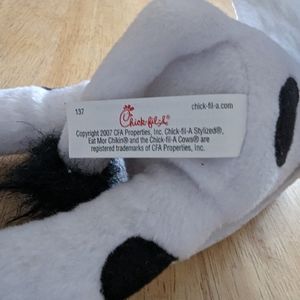 137
chick-fil-a.com
Chick-fil-A®
Copyright 2007 CFA Properties, Inc. Chick-fil-A Stylized®,
Eat Mor Chikin® and the Chick-fil-A Cows® are
registered trademarks of CFA Properties, Inc.